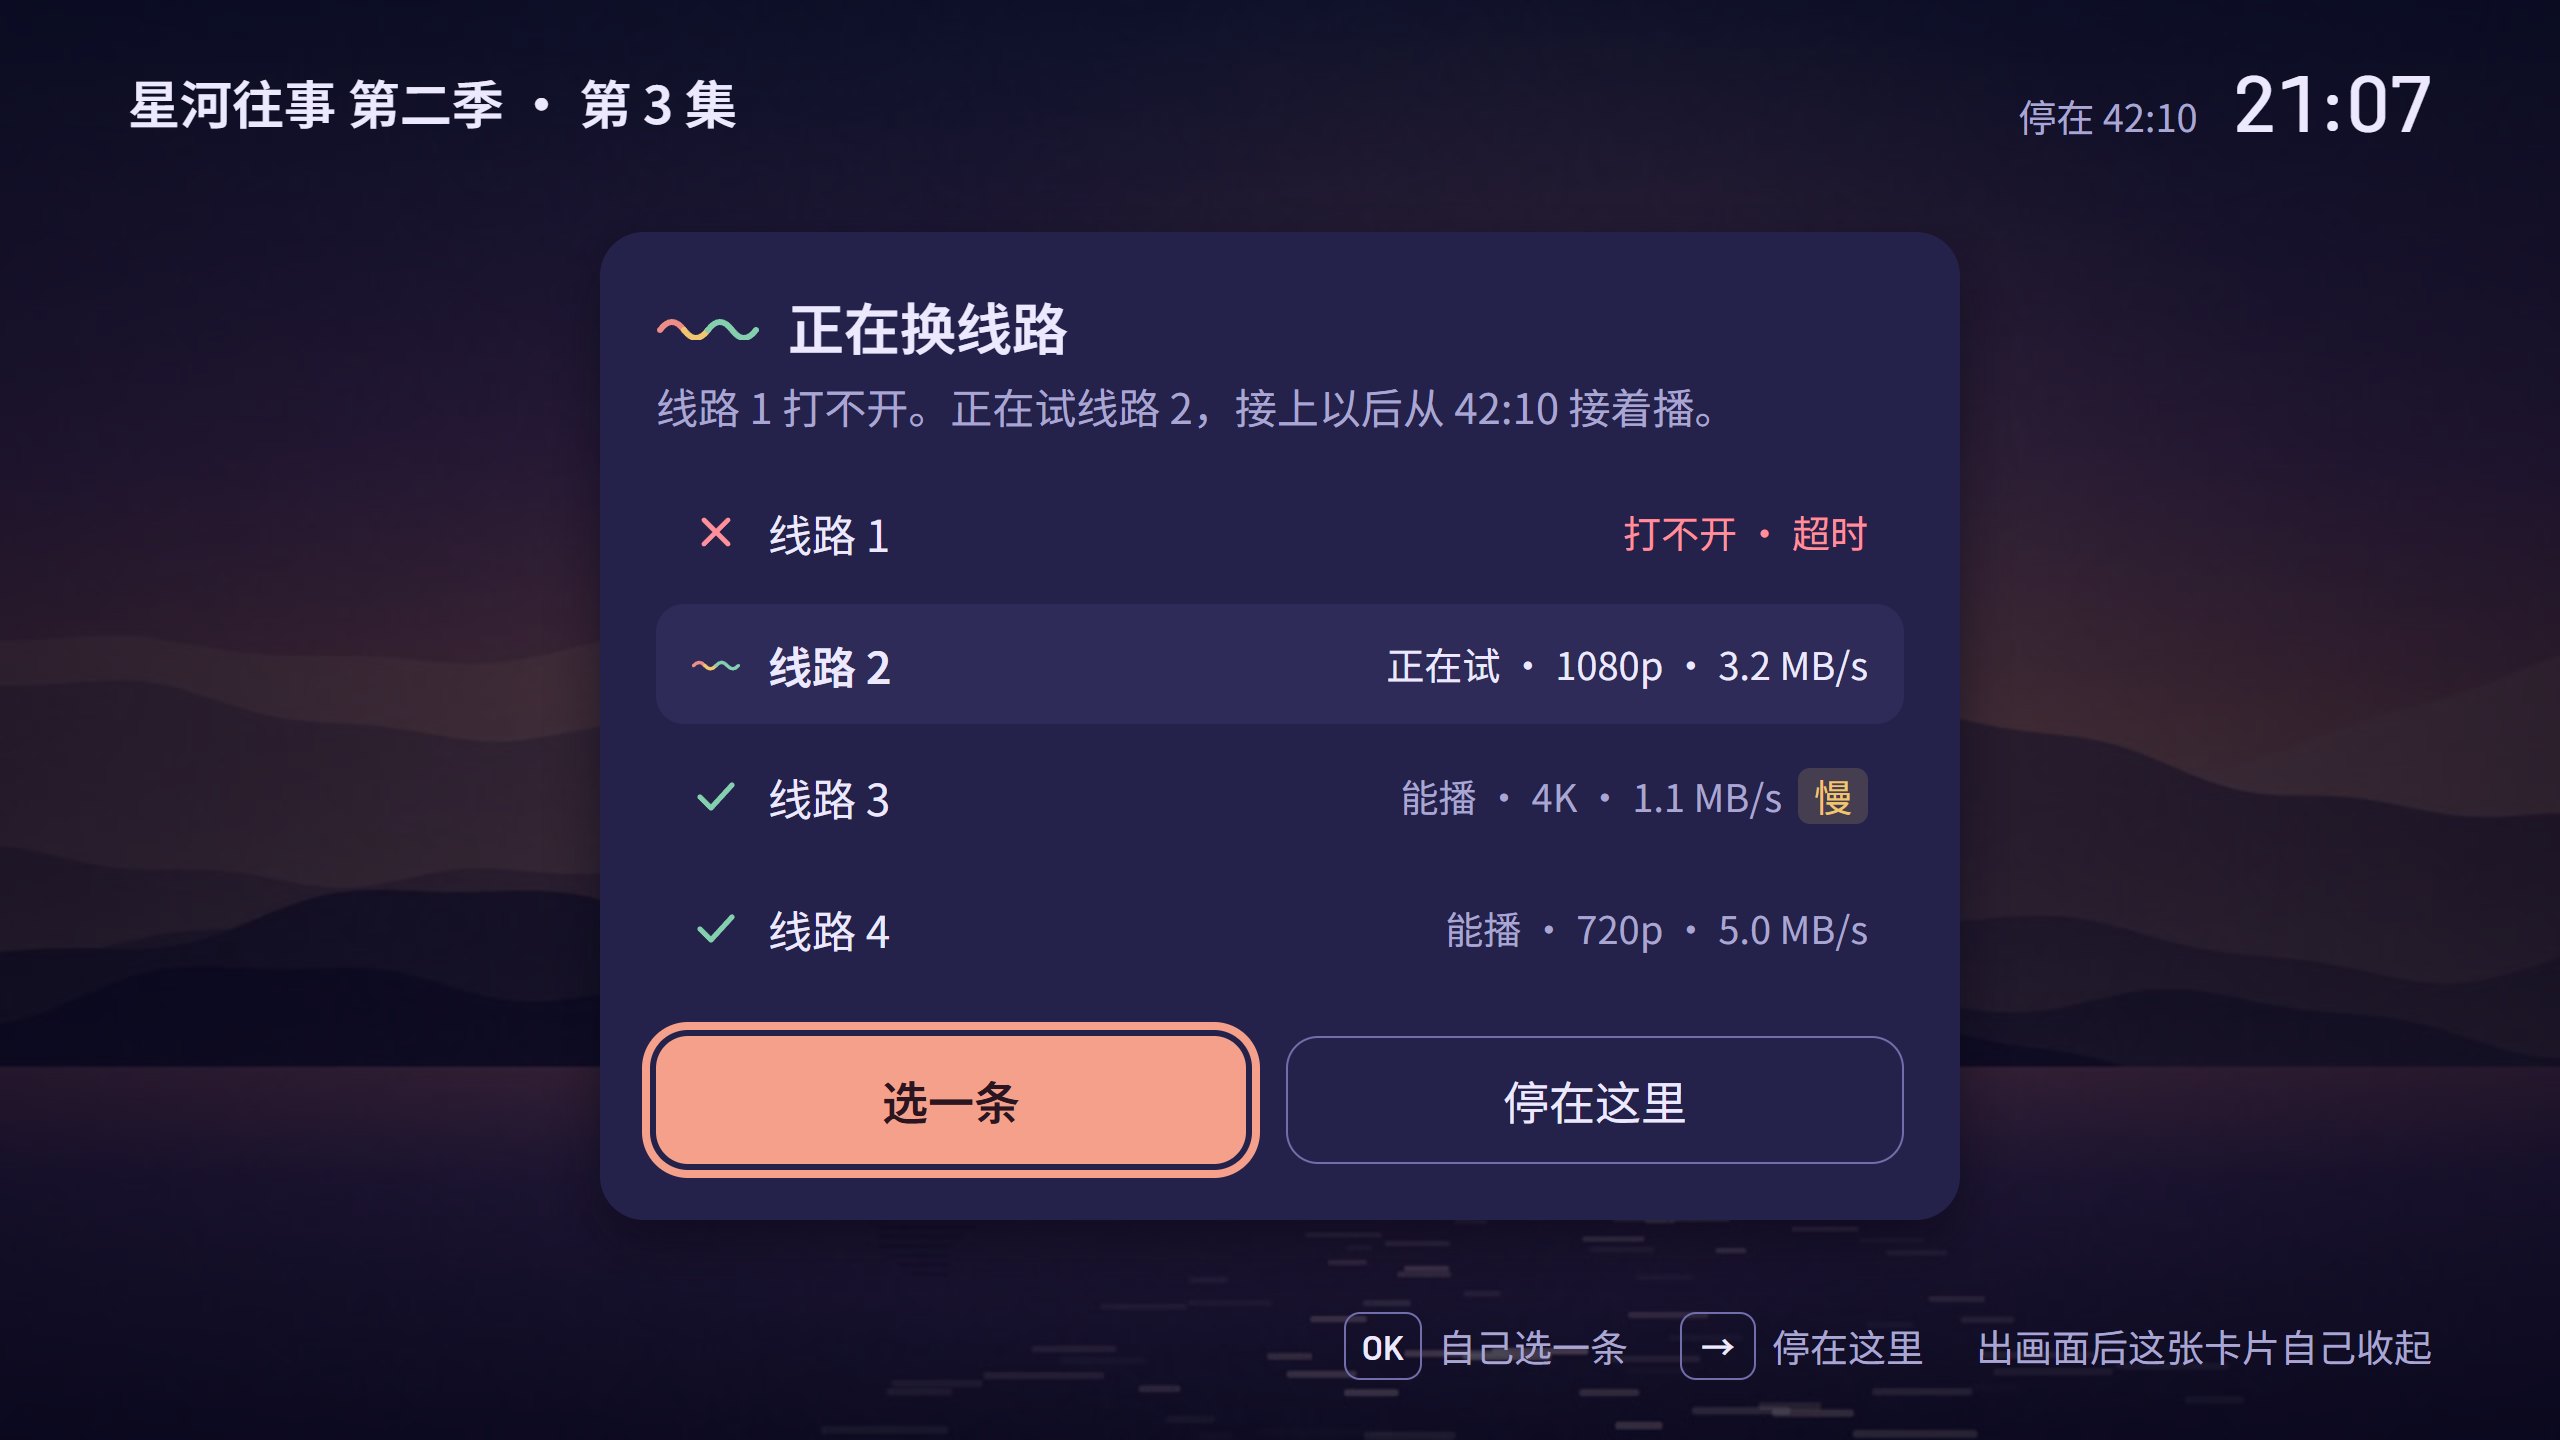 星河往事 第二季 · 第 3 集
停在 42:10 21:07
正在换线路
线路 1 打不开。正在试线路 2，接上以后从 42:10 接着播。
线路 1 打不开 · 超时
线路 2 正在试 · 1080p · 3.2 MB/s
线路 3 能播 · 4K · 1.1 MB/s 慢
线路 4 能播 · 720p · 5.0 MB/s
选一条 停在这里
OK 自己选一条 → 停在这里 出画面后这张卡片自己收起